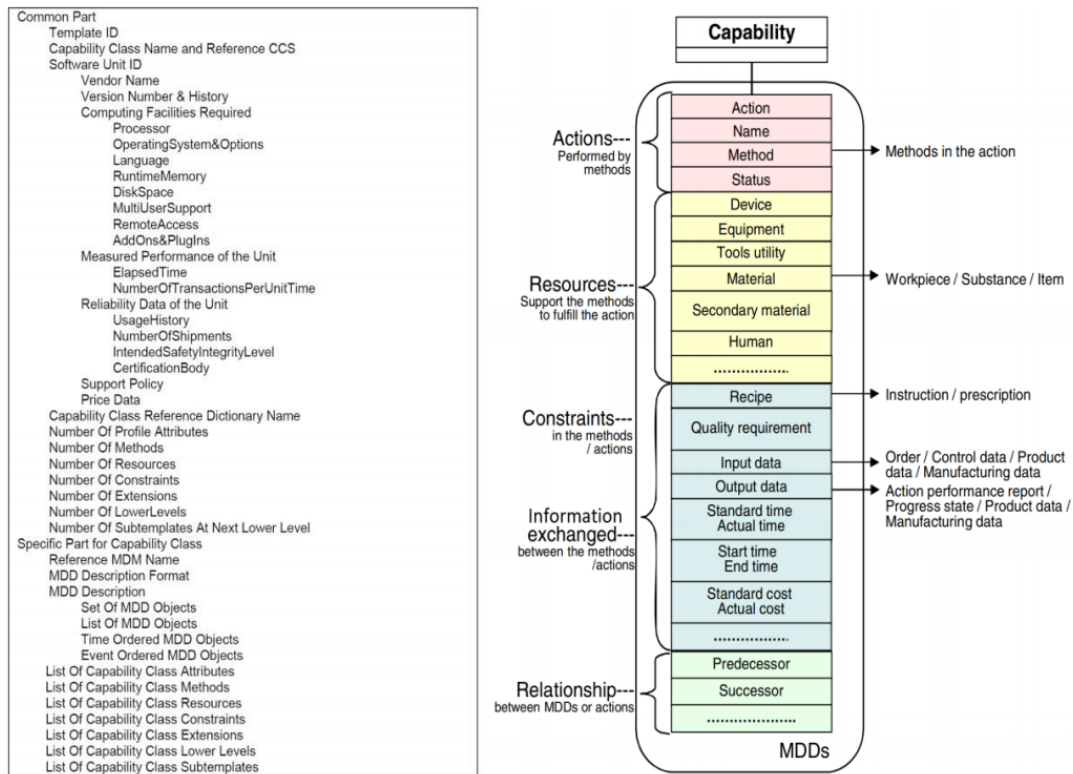 Common Part
Template ID
Capability Class Name and Reference CCS
Software Unit ID
Vendor Name
Version Number & History
Computing Facilities Required
Processor
OperatingSystem&Options
Language
RuntimeMemory
DiskSpace
MultiUserSupport
RemoteAccess
AddOns&PlugIns
Measured Performance of the Unit
ElapsedTime
NumberOfTransactionsPerUnitTime
Reliability Data of the Unit
UsageHistory
NumberOfShipments
IntendedSafetyIntegrityLevel
CertificationBody
Support Policy
Price Data
Capability Class Reference Dictionary Name
Number Of Profile Attributes
Number Of Methods
Number Of Resources
Number Of Constraints
Number Of Extensions
Number Of LowerLevels
Number Of Subtemplates At Next Lower Level
Specific Part for Capability Class
Reference MDM Name
MDD Description Format
MDD Description
Set Of MDD Objects
List Of MDD Objects
Time Ordered MDD Objects
Event Ordered MDD Objects
List Of Capability Class Attributes
List Of Capability Class Methods
List Of Capability Class Resources
List Of Capability Class Constraints
List Of Capability Class Extensions
List Of Capability Class Lower Levels
List Of Capability Class Subtemplates
Capability
Actions---
Performed by
methods
Action
Name
Method
Status
Methods in the action
Resources---
Support the methods
to fulfill the action
Device
Equipment
Tools utility
Material
Secondary material
Human
.................
Workpiece / Substance / Item
Constraints---
in the methods
/ actions
Information
exchanged---
between the methods
/actions
Recipe
Quality requirement
Input data
Output data
Standard time
Actual time
Start time
End time
Standard cost
Actual cost
.................
Instruction / prescription
Order / Control data / Product
data / Manufacturing data
Action performance report /
Progress state / Product data /
Manufacturing data
Relationship---
between MDDs or actions
Predecessor
Successor
....................
MDDs